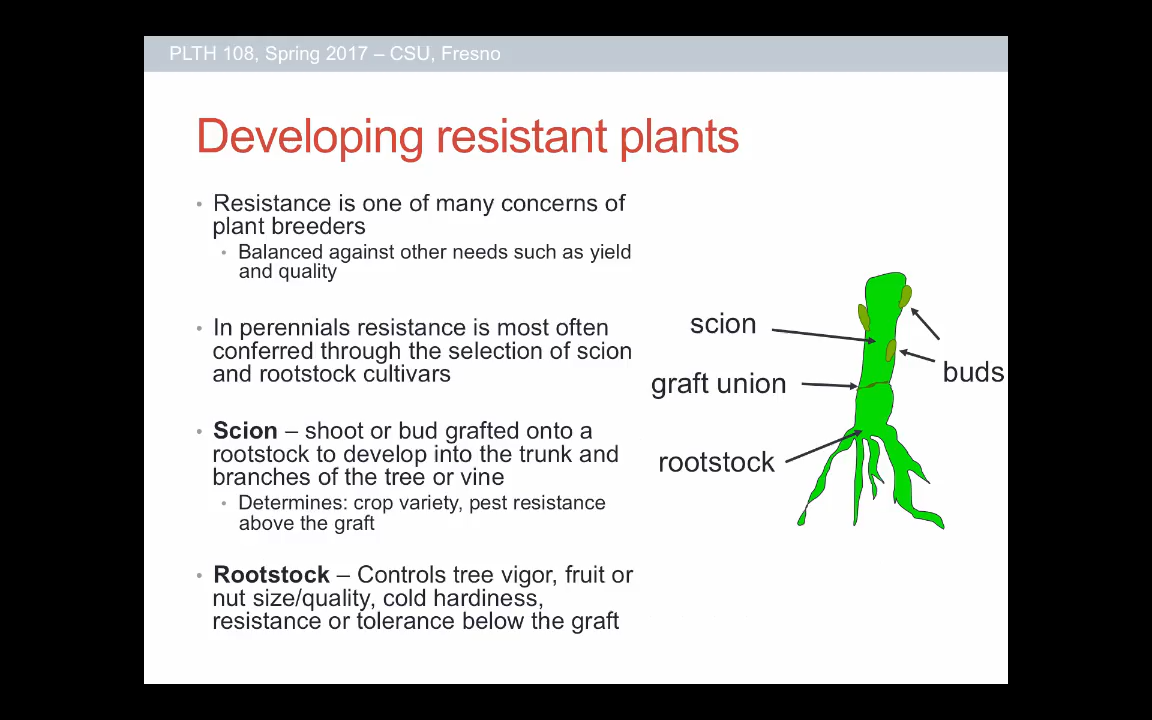 PLTH 108, Spring 2017 – CSU, Fresno
Developing resistant plants
• Resistance is one of many concerns of
plant breeders
• Balanced against other needs such as yield
and quality
• In perennials resistance is most often
conferred through the selection of scion
and rootstock cultivars
• Scion – shoot or bud grafted onto a
rootstock to develop into the trunk and
branches of the tree or vine
• Determines: crop variety, pest resistance
above the graft
• Rootstock – Controls tree vigor, fruit or
nut size/quality, cold hardiness,
resistance or tolerance below the graft
scion
buds
graft union
rootstock